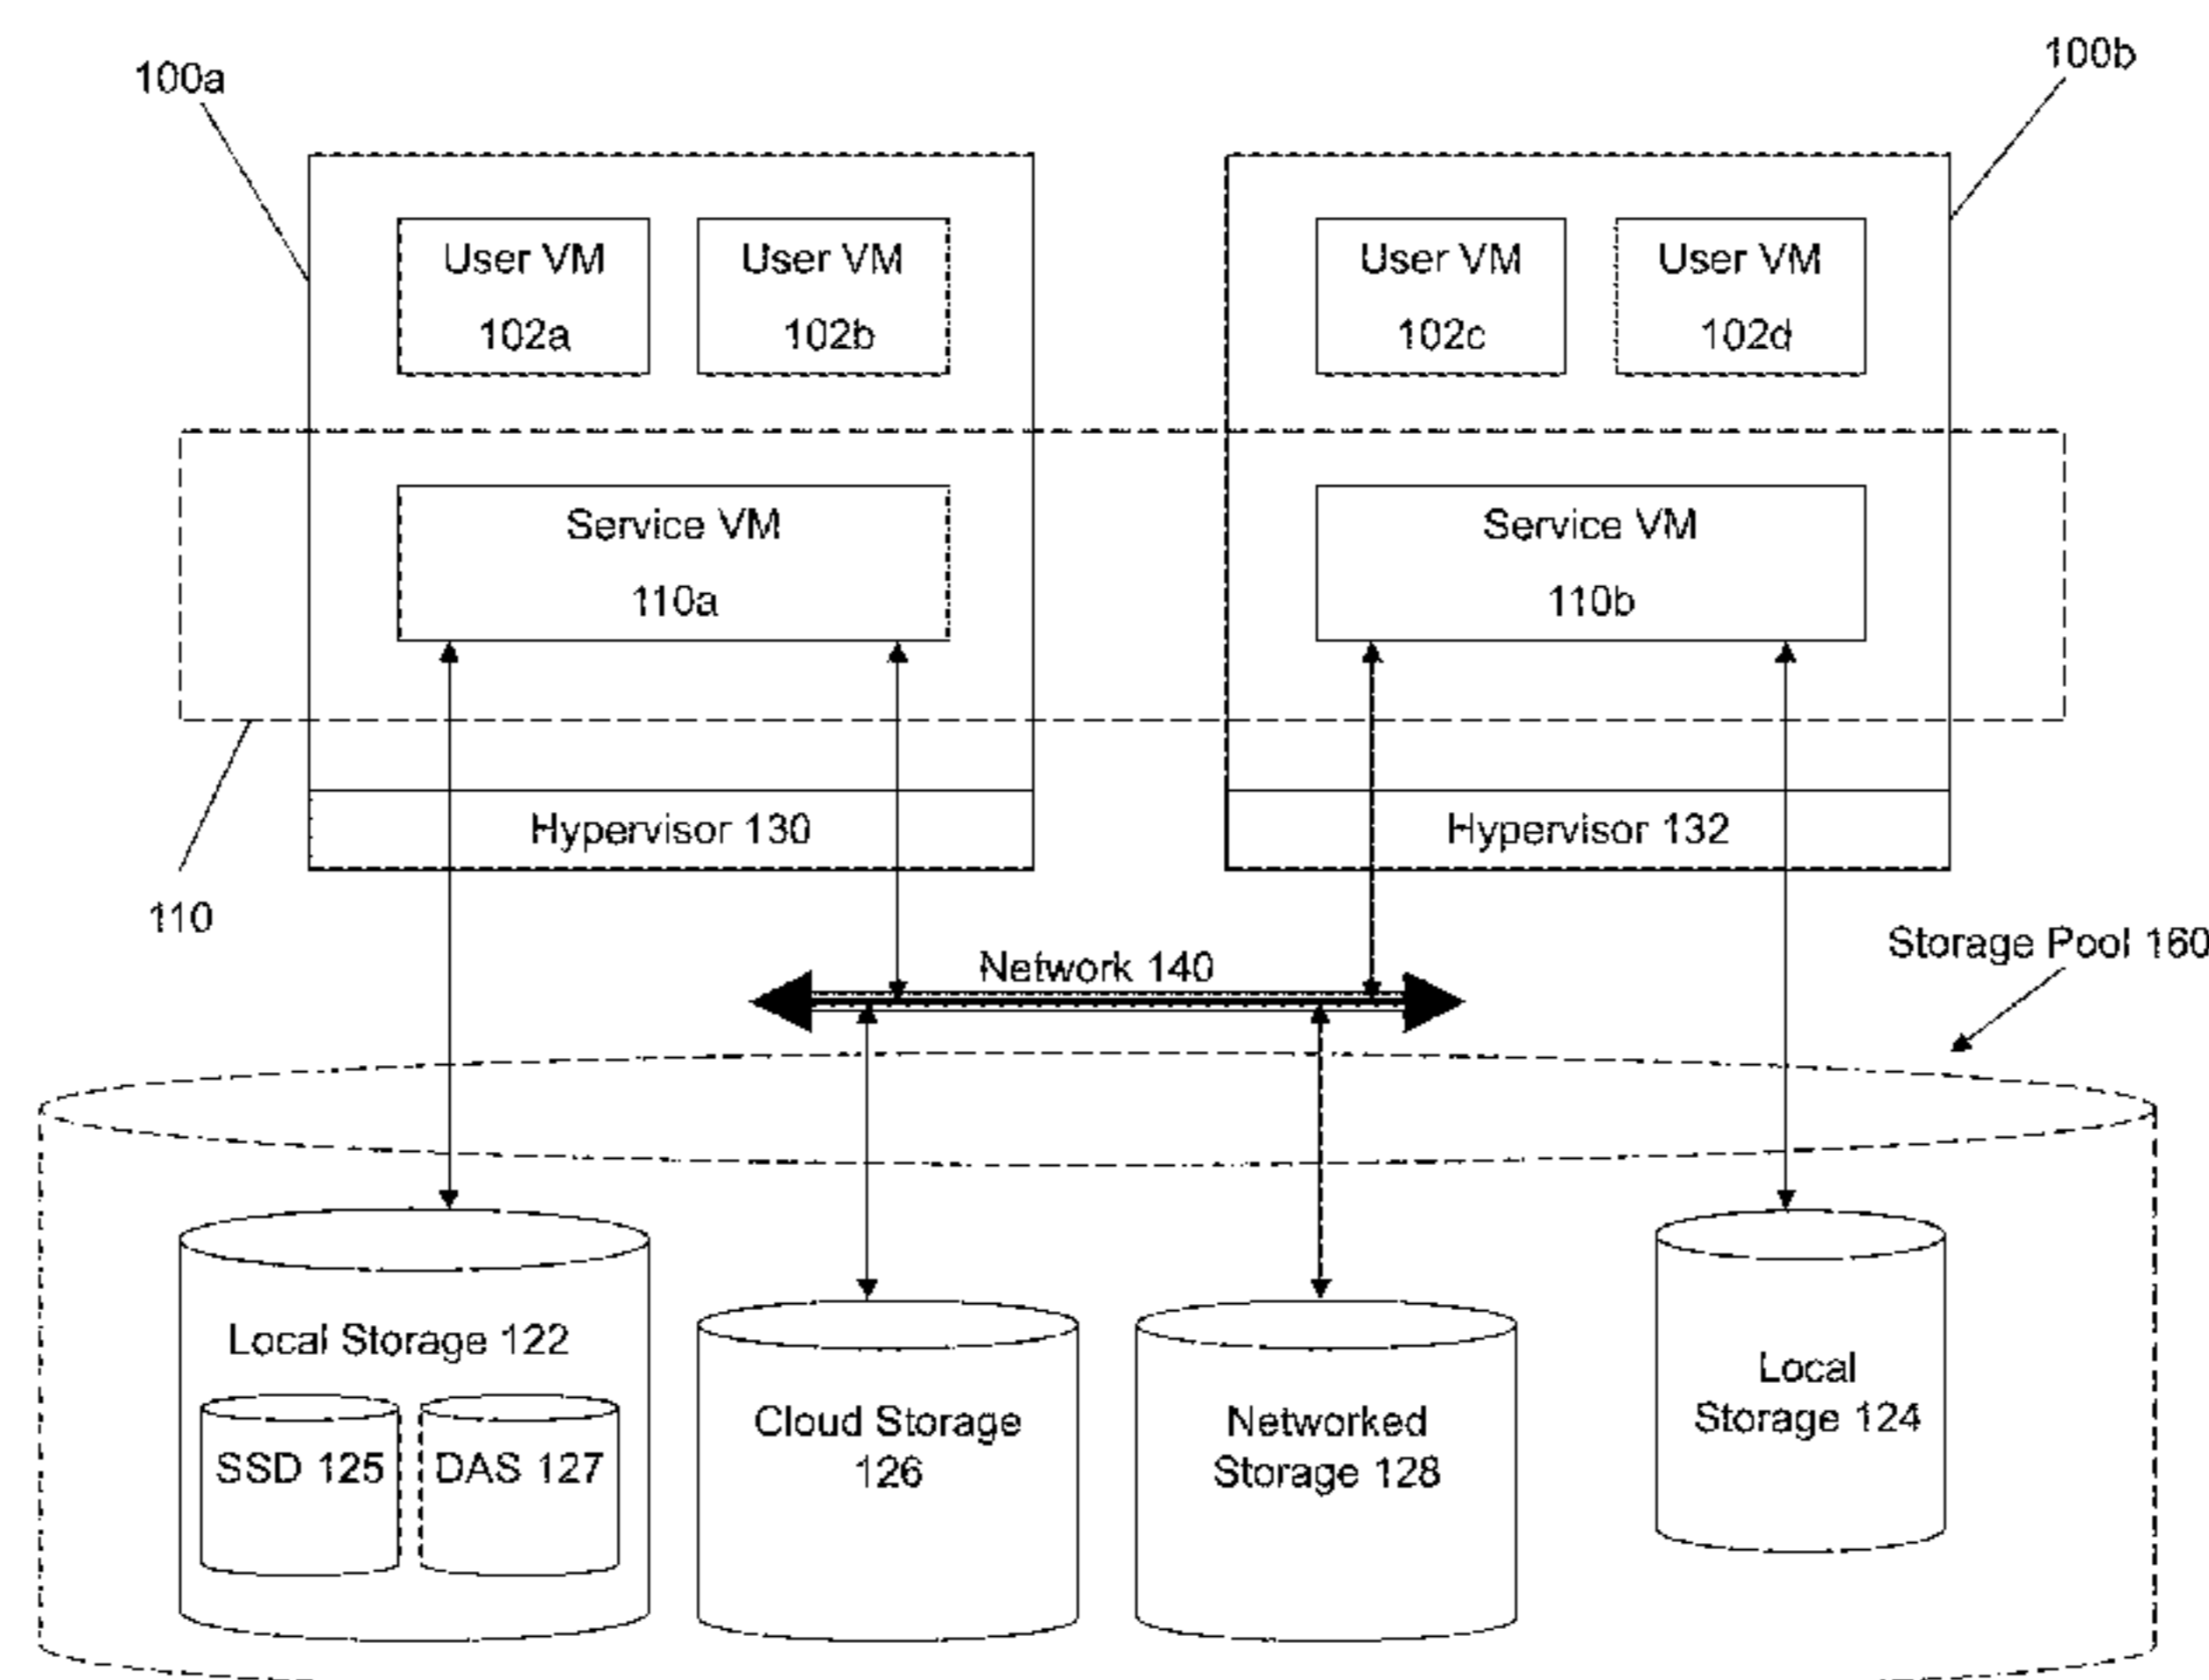 100a
100b
User VM
102a
User VM
102b
User VM
102c
User VM
102d
Service VM
110a
Service VM
110b
Hypervisor 130
Hypervisor 132
110
Network 140
Storage Pool 160
Local Storage 122
SSD 125
DAS 127
Cloud Storage
126
Networked
Storage 128
Local
Storage 124